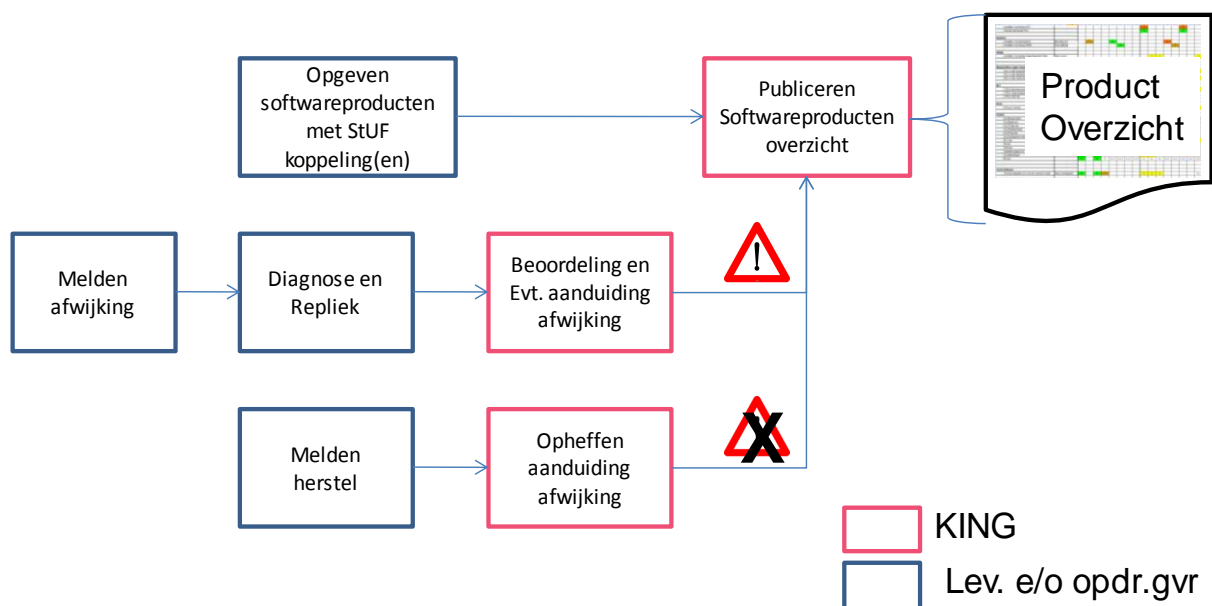 Opgeven
softwareproducten
met StUF
koppeling(en)
Publiceren
Softwareproducten
overzicht
Product
Overzicht
Melden
afwijking
Diagnose en
Repliek
Beoordeling en
Evt. aanduiding
afwijking
!
Melden
herstel
Opheffen
aanduiding
afwijking
X
KING
Lev. e/o opdr.gvr